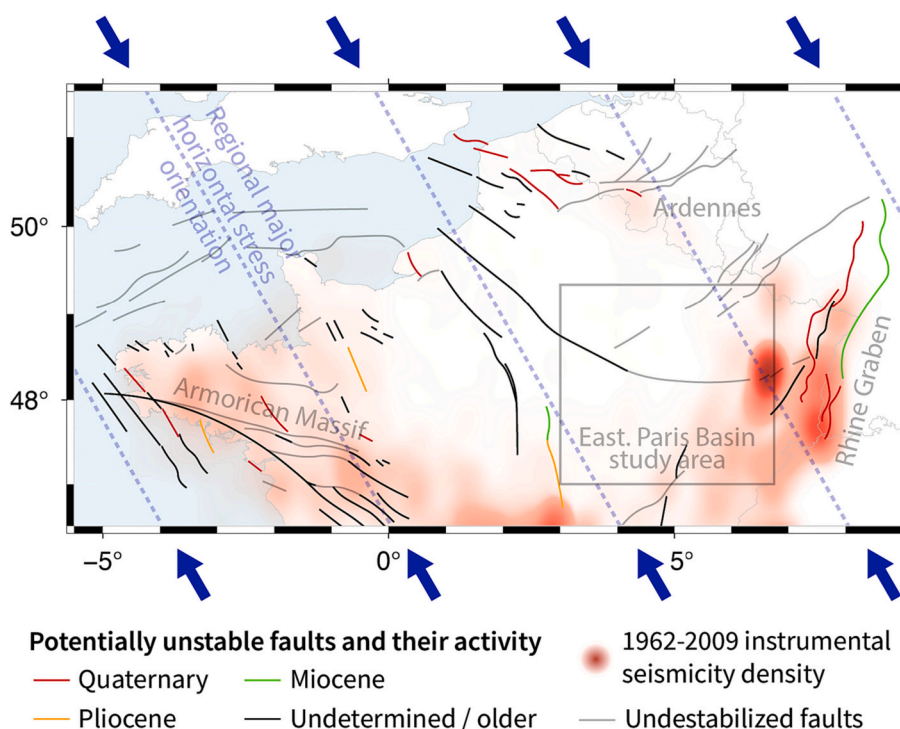 Regional major
horizontal stress
orientation
Ardennes
50°
48°
Armorican Massif
East. Paris Basin
study area
Rhine Graben
–5°
0°
5°
Potentially unstable faults and their activity
Quaternary
Miocene
Pliocene
Undetermined / older
1962-2009 instrumental
seismicity density
Undestabilized faults